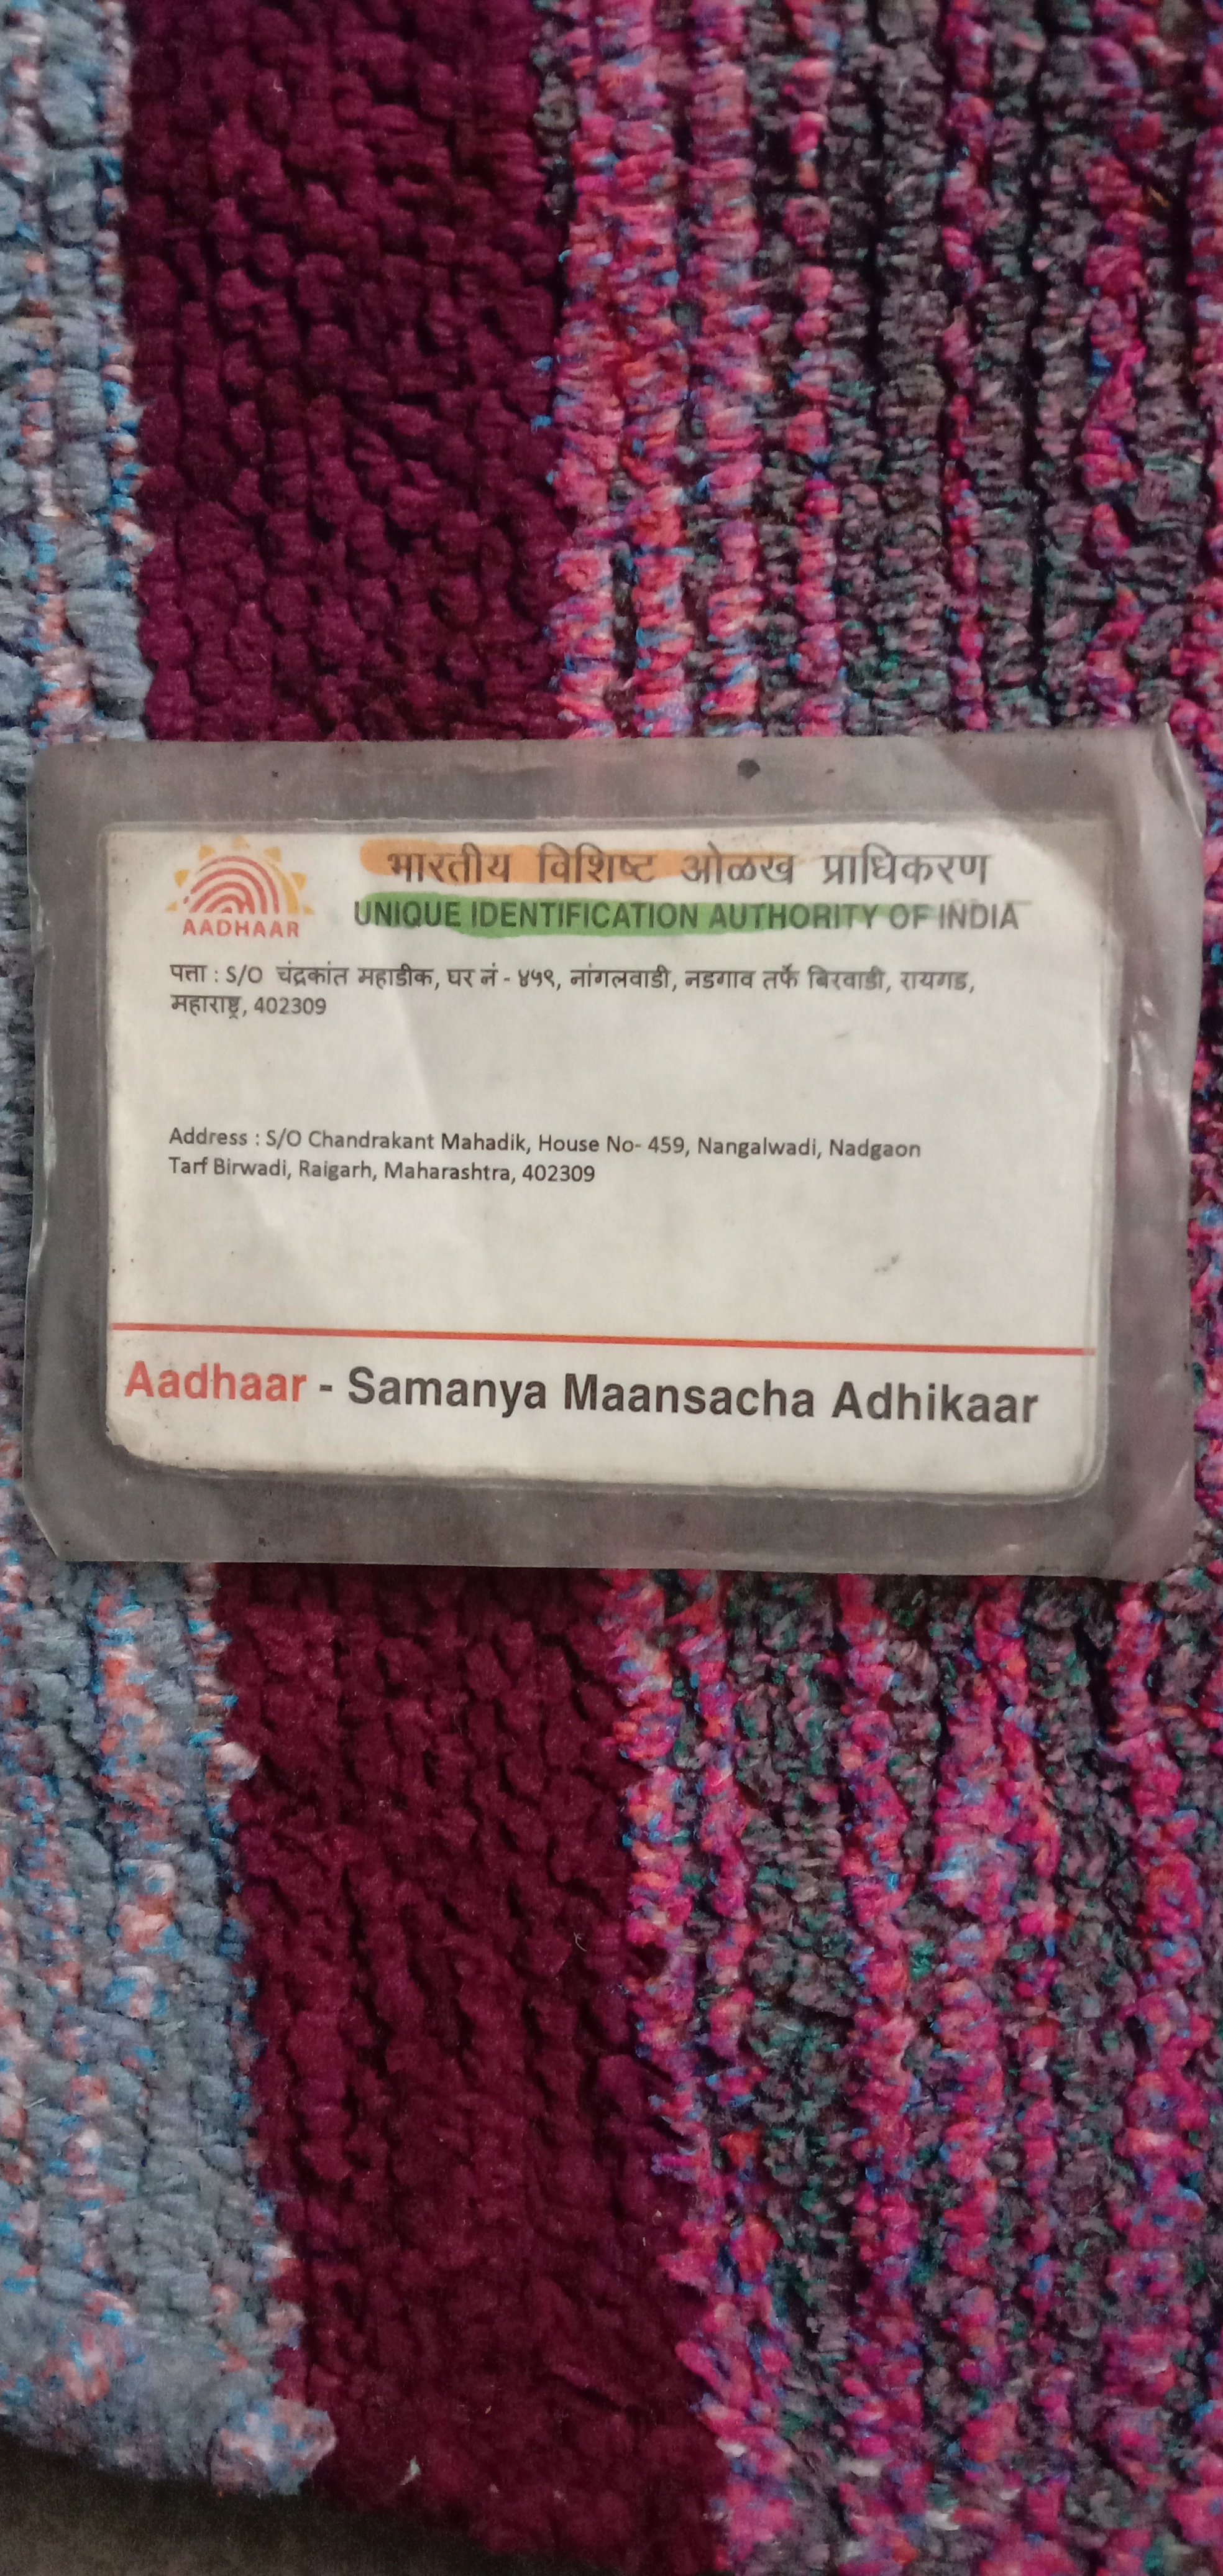 भारतीय विशिष्ट ओळख प्राधिकरण
UNIQUE IDENTIFICATION AUTHORITY OF INDIA
AADHAAR
पत्ता : S/O चंद्रकांत महाडीक, घर नं - ४५९, नांगलवाडी, नडगाव तर्फे बिरवाडी, रायगड,
महाराष्ट्र, 402309
Address : S/O Chandrakant Mahadik, House No- 459, Nangalwadi, Nadgaon
Tarf Birwadi, Raigarh, Maharashtra, 402309
Aadhaar - Samanya Maansacha Adhikaar